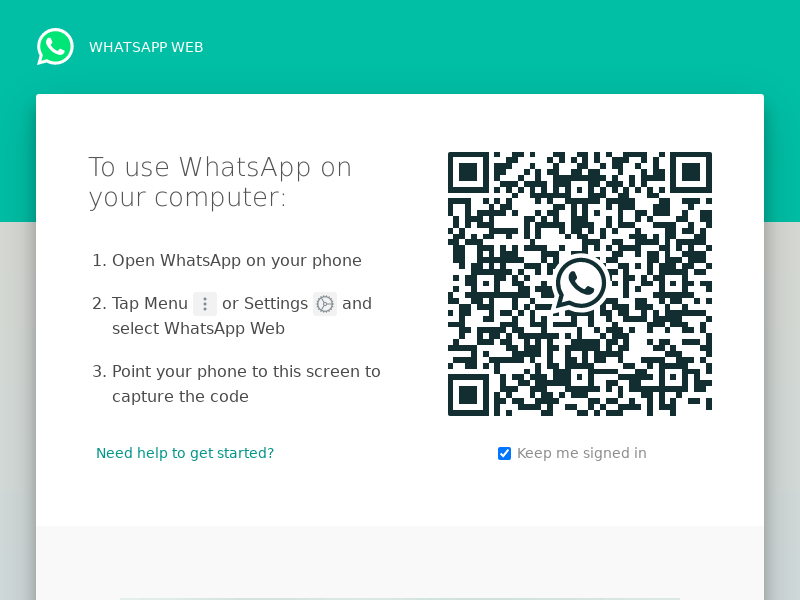 WHATSAPP WEB
To use WhatsApp on
your computer:
1. Open WhatsApp on your phone
2. Tap Menu or Settings and
select WhatsApp Web
3. Point your phone to this screen to
capture the code
Need help to get started?
Keep me signed in